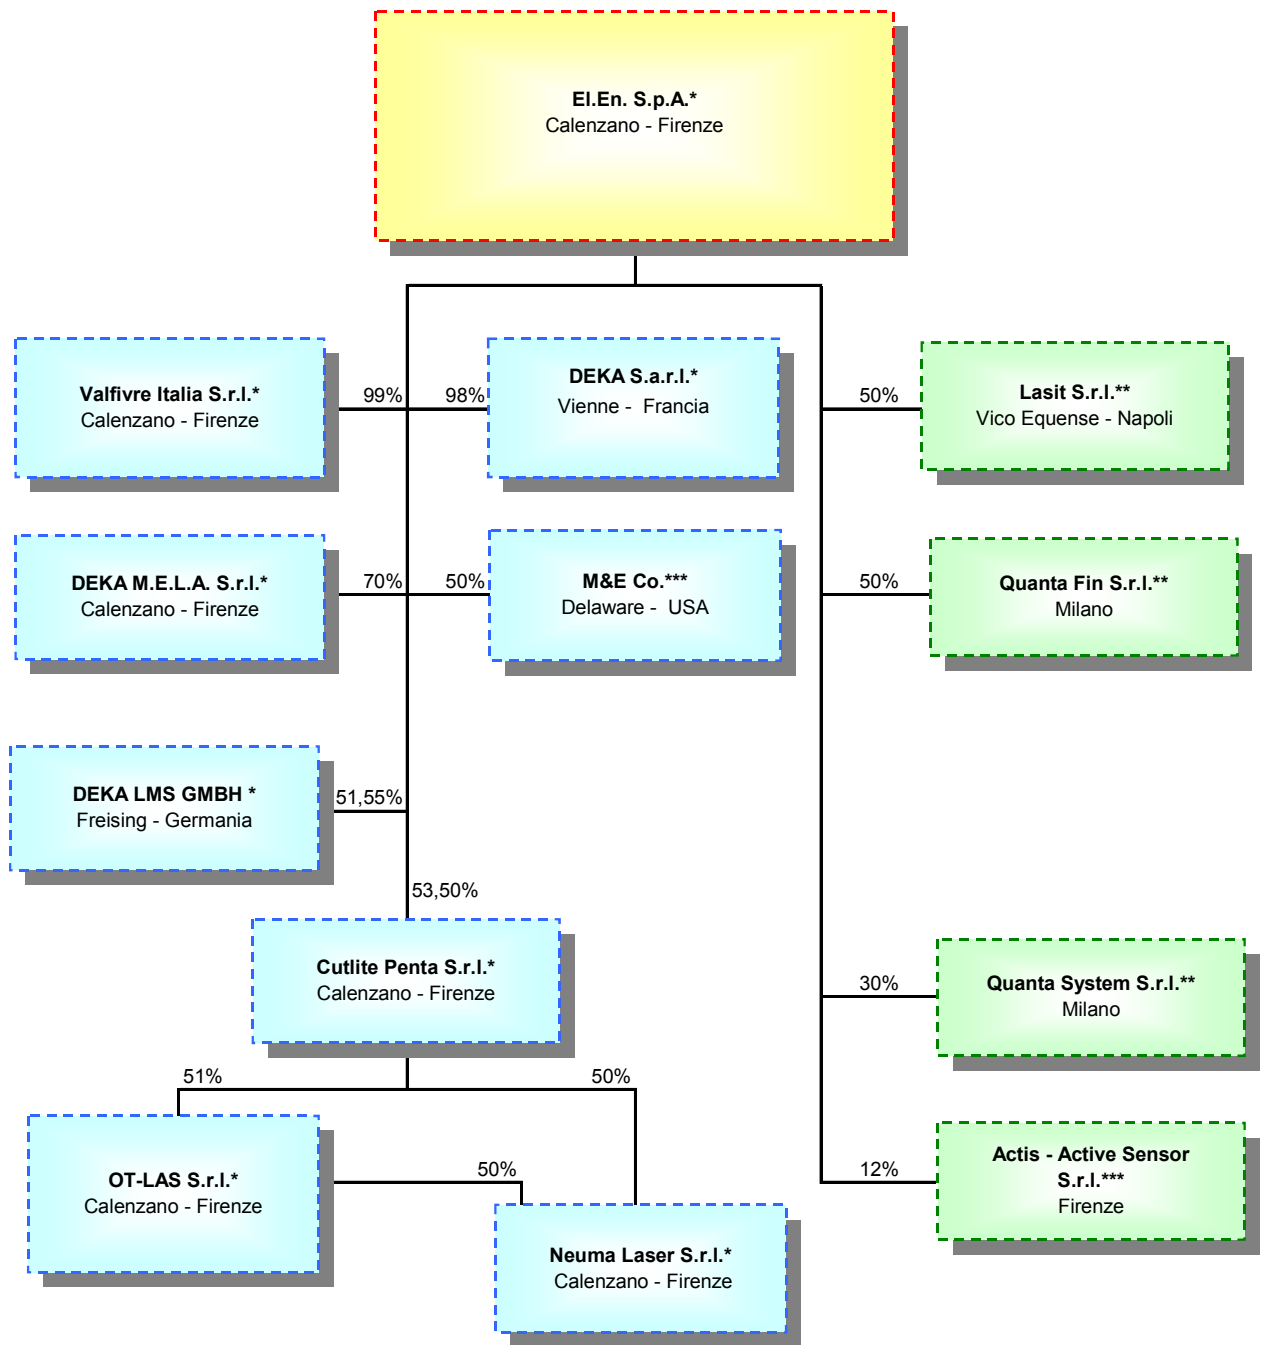 El.En. S.p.A.*
Calenzano - Firenze
Valfivre Italia S.r.l.*
Calenzano - Firenze
99%
98%
DEKA S.a.r.l.*
Vienne - Francia
50%
Lasit S.r.l.**
Vico Equense - Napoli
DEKA M.E.L.A. S.r.l.*
Calenzano - Firenze
70%
50%
M&E Co.***
Delaware - USA
50%
Quanta Fin S.r.l.**
Milano
DEKA LMS GMBH *
Freising - Germania
51,55%
53,50%
Cutlite Penta S.r.l.*
Calenzano - Firenze
30%
Quanta System S.r.l.**
Milano
51%
50%
OT-LAS S.r.l.*
Calenzano - Firenze
50%
Neuma Laser S.r.l.*
Calenzano - Firenze
12%
Actis - Active Sensor
S.r.l.***
Firenze